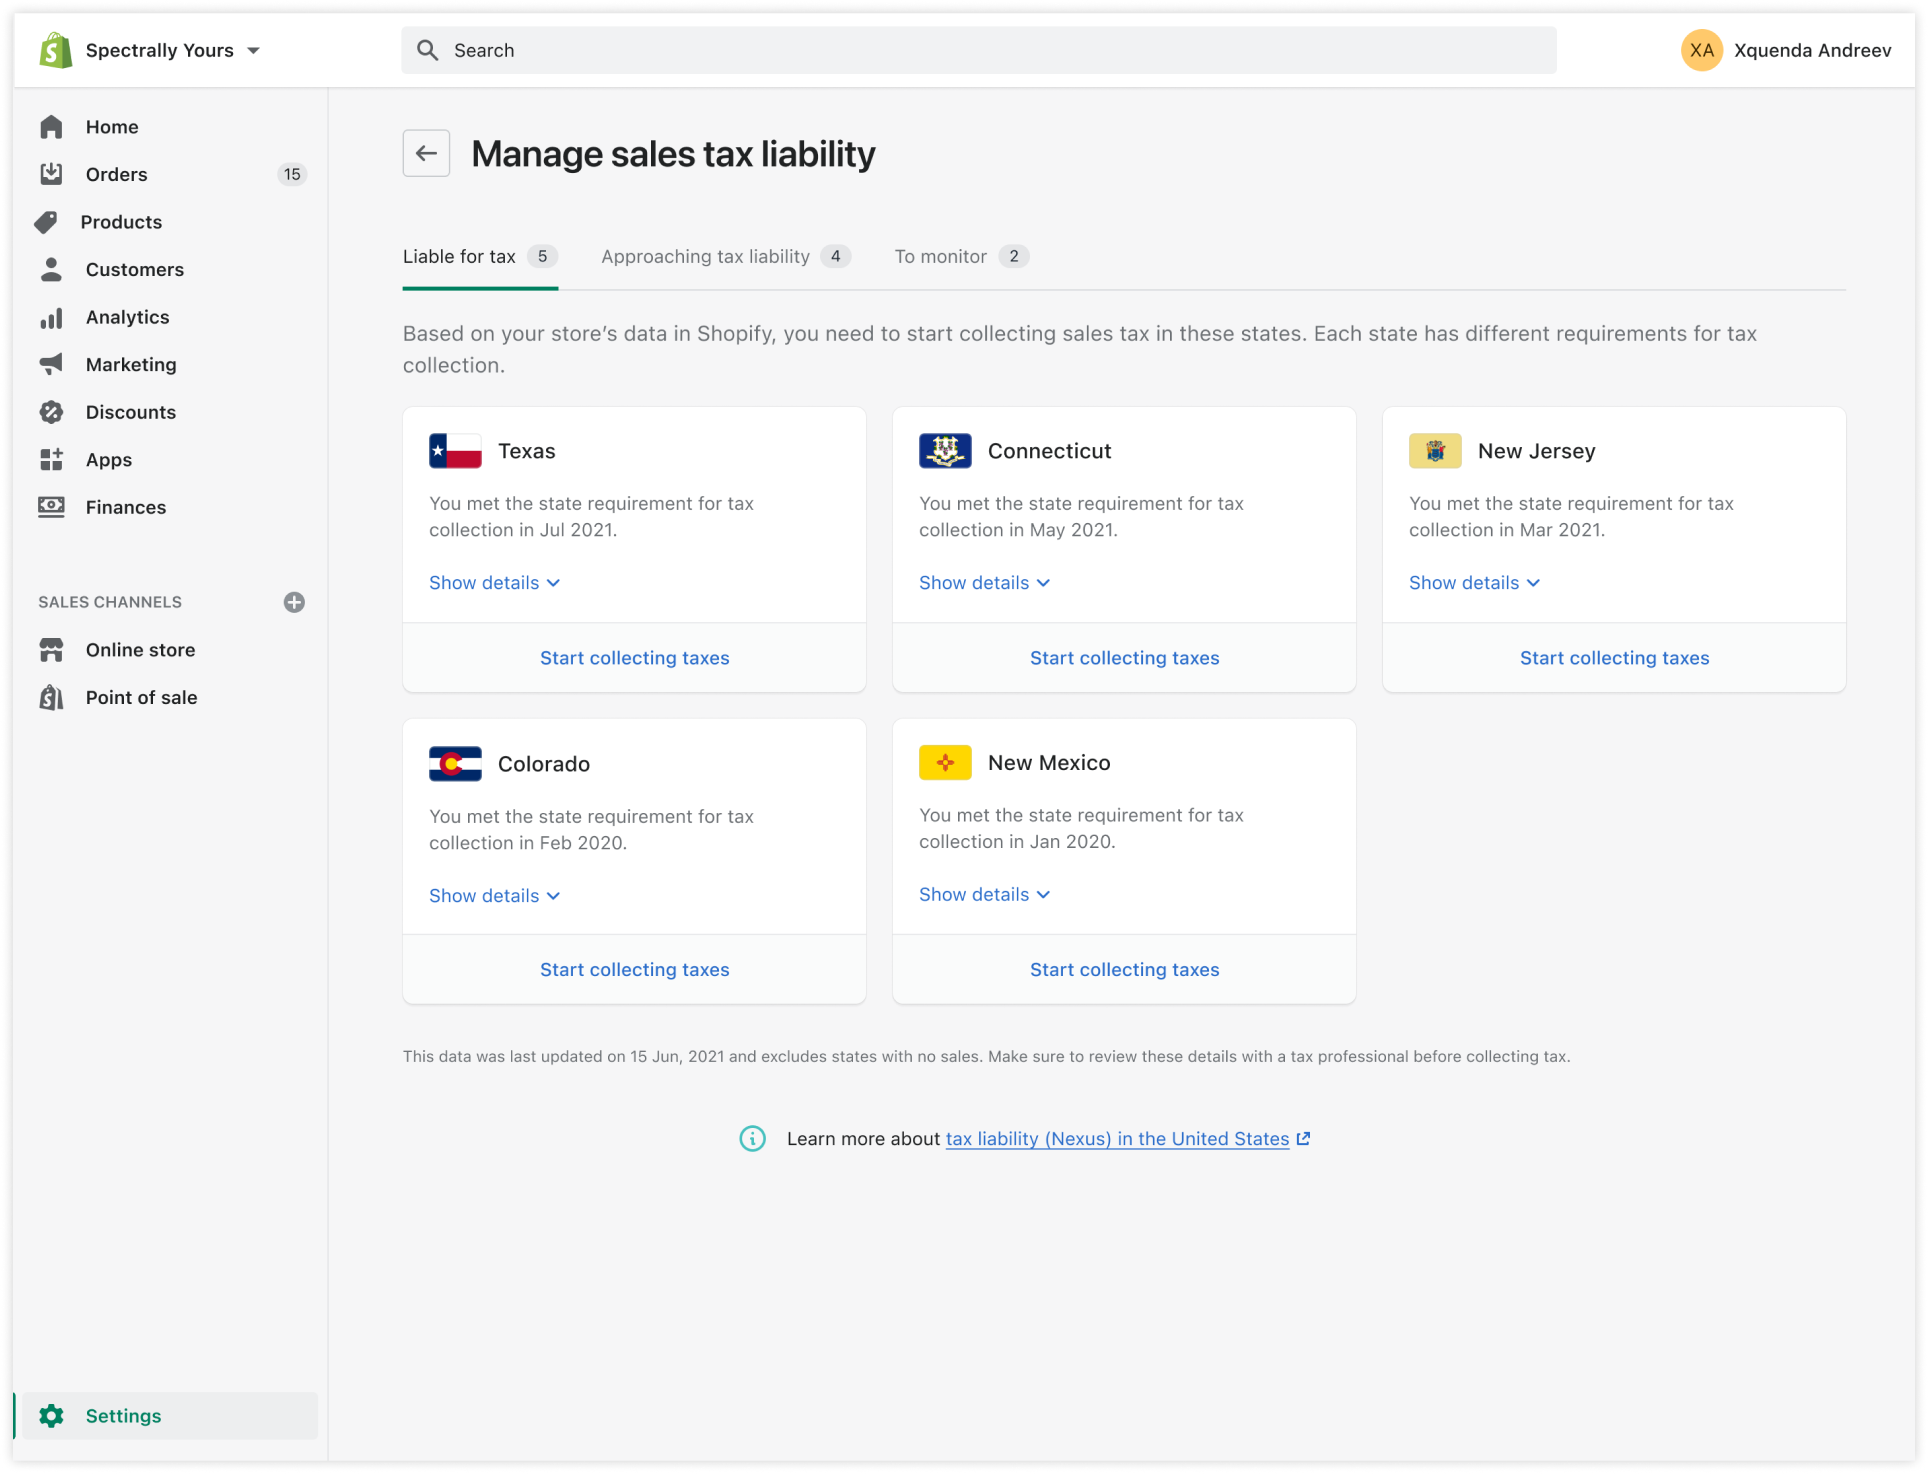 Spectrally Yours
Search
XA Xquenda Andreev
Home
Orders 15
Products
Customers
Analytics
Marketing
Discounts
Apps
Finances
SALES CHANNELS
Online store
Point of sale
Settings
Manage sales tax liability
Liable for tax 5 Approaching tax liability 4 To monitor 2
Based on your store’s data in Shopify, you need to start collecting sales tax in these states. Each state has different requirements for tax
collection.
Texas
You met the state requirement for tax
collection in Jul 2021.
Show details
Start collecting taxes
Connecticut
You met the state requirement for tax
collection in May 2021.
Show details
Start collecting taxes
New Jersey
You met the state requirement for tax
collection in Mar 2021.
Show details
Start collecting taxes
Colorado
You met the state requirement for tax
collection in Feb 2020.
Show details
Start collecting taxes
New Mexico
You met the state requirement for tax
collection in Jan 2020.
Show details
Start collecting taxes
This data was last updated on 15 Jun, 2021 and excludes states with no sales. Make sure to review these details with a tax professional before collecting tax.
Learn more about tax liability (Nexus) in the United States